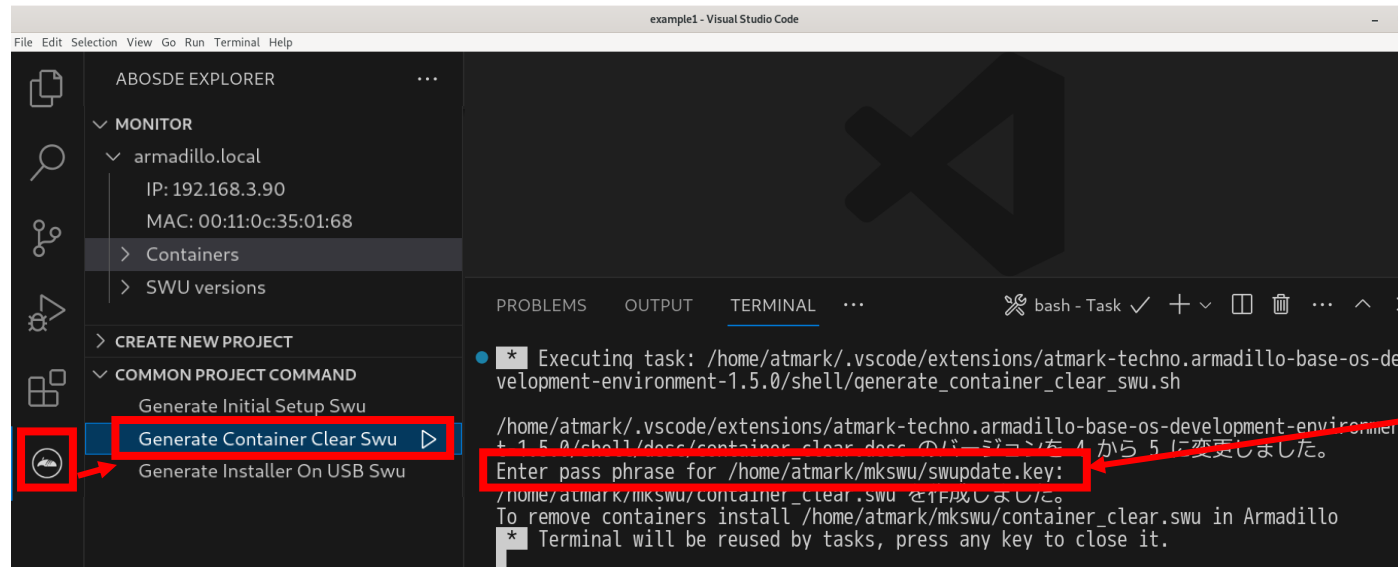 example1 - Visual Studio Code
File Edit Selection View Go Run Terminal Help
ABOSDE EXPLORER
MONITOR
armadillo.local
IP: 192.168.3.90
MAC: 00:11:0c:35:01:68
Containers
SWU versions
CREATE NEW PROJECT
COMMON PROJECT COMMAND
Generate Initial Setup Swu
Generate Container Clear Swu
Generate Installer On USB Swu
PROBLEMS OUTPUT TERMINAL ··· bash - Task
* Executing task: /home/atmark/.vscode/extensions/atmark-techno.armadillo-base-os-de
velopment-environment-1.5.0/shell/generate_container_clear_swu.sh
/home/atmark/.vscode/extensions/atmark-techno.armadillo-base-os-development-environmen
t-1.5.0/shell/desc/container_clear.desc のバージョンを 4 から 5 に変更しました。
Enter pass phrase for /home/atmark/mkswu/swupdate.key:
/home/atmark/mkswu/container_clear.swu を作成しました。
To remove containers install /home/atmark/mkswu/container_clear.swu in Armadillo
* Terminal will be reused by tasks, press any key to close it.